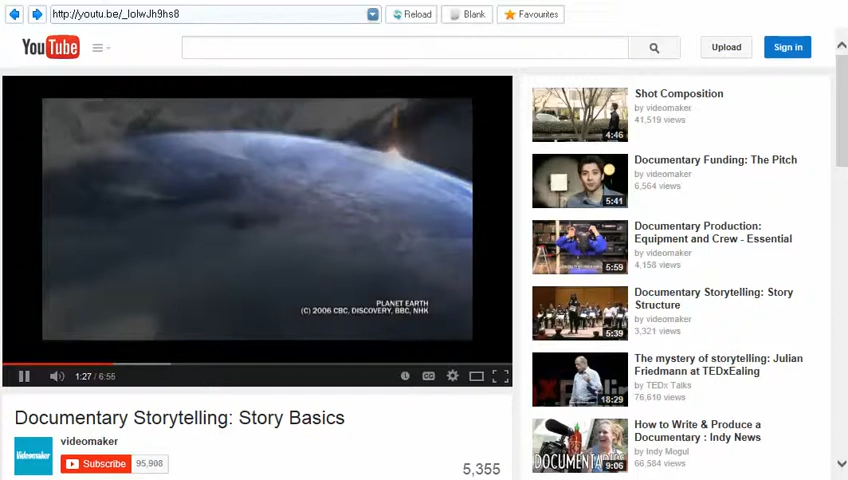 http://youtu.be/_lolwJh9hs8
Reload
Blank
Favourites
YouTube
Upload
Sign in
PLANET EARTH
(C) 2006 CBC, DISCOVERY, BBC, NHK
1:27 / 6:55
CC
Documentary Storytelling: Story Basics
Videomaker
videomaker
Subscribe
95,908
5,355
4:46
Shot Composition
by videomaker
41,519 views
5:41
Documentary Funding: The Pitch
by videomaker
6,564 views
5:59
Documentary Production:
Equipment and Crew - Essential
by videomaker
4,158 views
5:39
Documentary Storytelling: Story
Structure
by videomaker
3,321 views
18:29
The mystery of storytelling: Julian
Friedmann at TEDxEaling
by TEDx Talks
76,610 views
9:06
How to Write & Produce a
Documentary : Indy News
by Indy Mogul
66,584 views